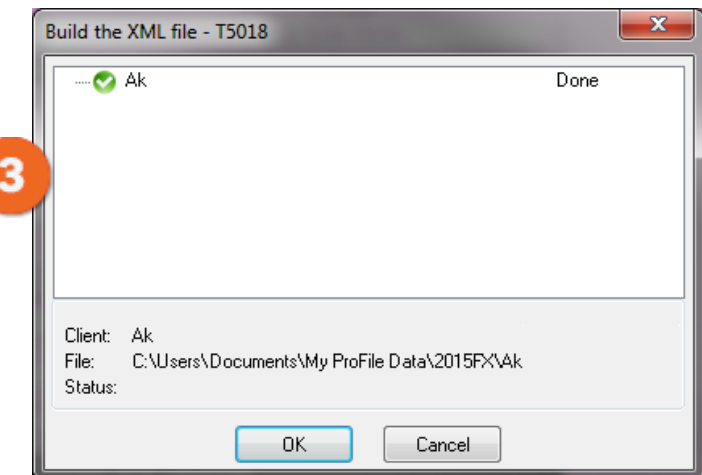 Build the XML file - T5018
Ak Done
3
Client: Ak
File: C:\Users\Documents\My ProFile Data\2015FX\Ak
Status:
OK Cancel